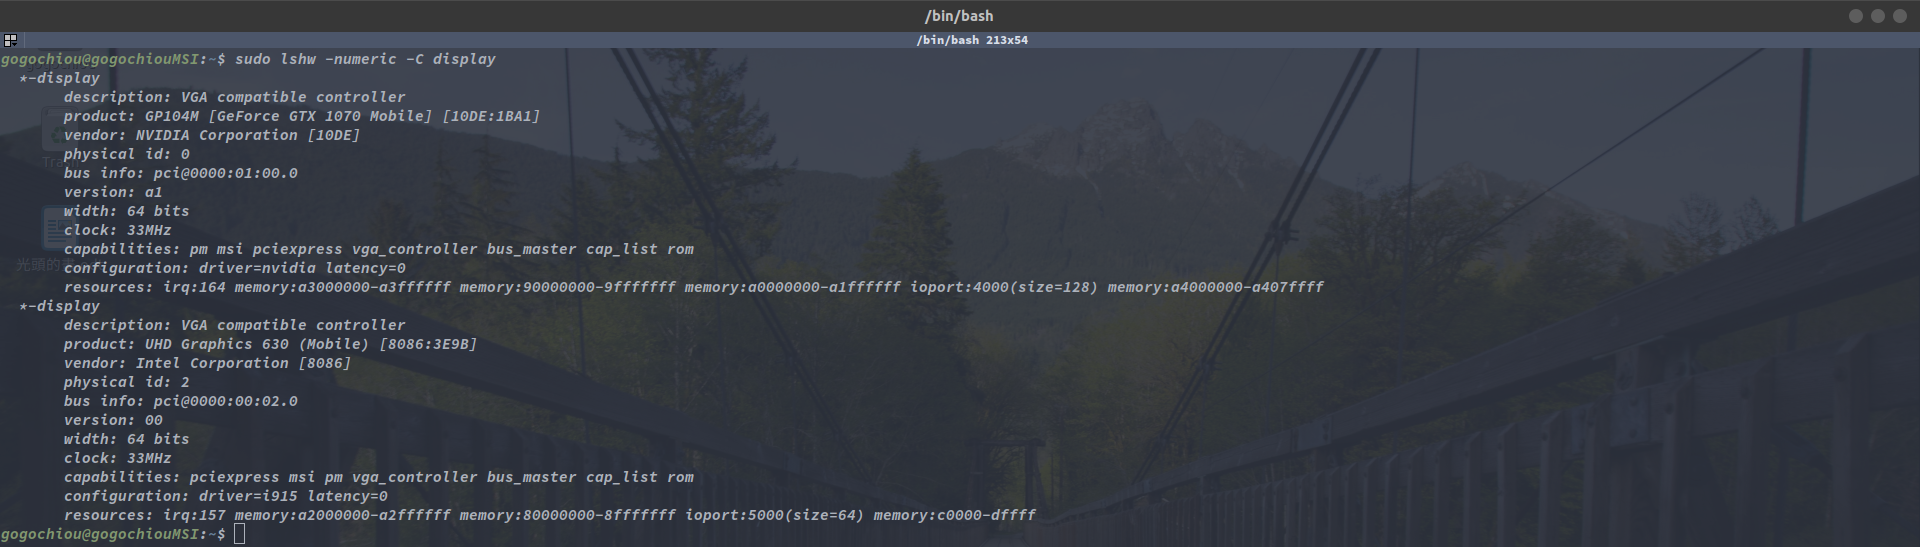 /bin/bash
/bin/bash 213x54
gogochiou@gogochiouMSI:~$ sudo lshw -numeric -C display
*-display
description: VGA compatible controller
product: GP104M [GeForce GTX 1070 Mobile] [10DE:1BA1]
vendor: NVIDIA Corporation [10DE]
physical id: 0
bus info: pci@0000:01:00.0
version: a1
width: 64 bits
clock: 33MHz
capabilities: pm msi pciexpress vga_controller bus_master cap_list rom
configuration: driver=nvidia latency=0
resources: irq:164 memory:a3000000-a3ffffff memory:90000000-9fffffff memory:a0000000-a1ffffff ioport:4000(size=128) memory:a4000000-a407ffff
*-display
description: VGA compatible controller
product: UHD Graphics 630 (Mobile) [8086:3E9B]
vendor: Intel Corporation [8086]
physical id: 2
bus info: pci@0000:00:02.0
version: 00
width: 64 bits
clock: 33MHz
capabilities: pciexpress msi pm vga_controller bus_master cap_list rom
configuration: driver=i915 latency=0
resources: irq:157 memory:a2000000-a2ffffff memory:80000000-8fffffff ioport:5000(size=64) memory:c0000-dffff
gogochiou@gogochiouMSI:~$